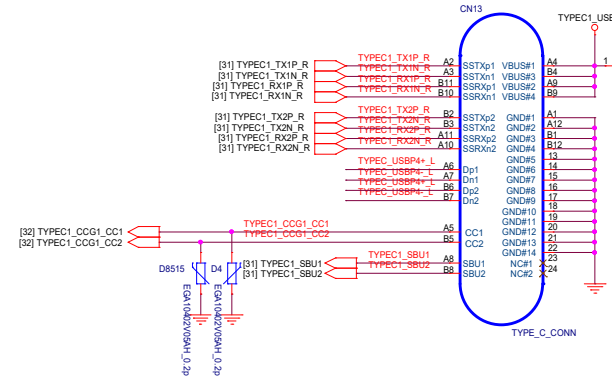 CN13
TYPEC1_USB
TYPEC1_TX1P_R
[31] TYPEC1_TX1P_R A2 SSTXp1 VBUS#1 A4 1
TYPEC1_TX1N_R
[31] TYPEC1_TX1N_R A3 SSTXn1 VBUS#3 B4
TYPEC1_RX1P_R
[31] TYPEC1_RX1P_R B11 SSRXp1 VBUS#2 A9
TYPEC1_RX1N_R
[31] TYPEC1_RX1N_R B10 SSRXn1 VBUS#4 B9
TYPEC1_TX2P_R
[31] TYPEC1_TX2P_R B2 SSTXp2 GND#1 A1
TYPEC1_TX2N_R
[31] TYPEC1_TX2N_R B3 SSTXn2 GND#2 A12
TYPEC1_RX2P_R
[31] TYPEC1_RX2P_R A11 SSRXp2 GND#3 B1
TYPEC1_RX2N_R
[31] TYPEC1_RX2N_R A10 SSRXn2 GND#4 B12
GND#5 13
TYPEC_USBP4+_L A6 Dp1 GND#6 14
TYPEC_USBP4-_L A7 Dn1 GND#7 15
TYPEC_USBP4+_L B6 Dp2 GND#8 16
TYPEC_USBP4-_L B7 Dn2 GND#9 17
GND#10 18
GND#11 19
TYPEC1_CCG1_CC1
[32] TYPEC1_CCG1_CC1 A5 CC1 GND#12 20
TYPEC1_CCG1_CC2
[32] TYPEC1_CCG1_CC2 B5 CC2 GND#13 21
GND#14 22
TYPEC1_SBU1
[31] TYPEC1_SBU1 A8 SBU1 NC#1 23
TYPEC1_SBU2
[31] TYPEC1_SBU2 B8 SBU2 NC#2 24
D8515 D4
EGA10402V05AH_0.2p
EGA10402V05AH_0.2p
TYPE_C_CONN